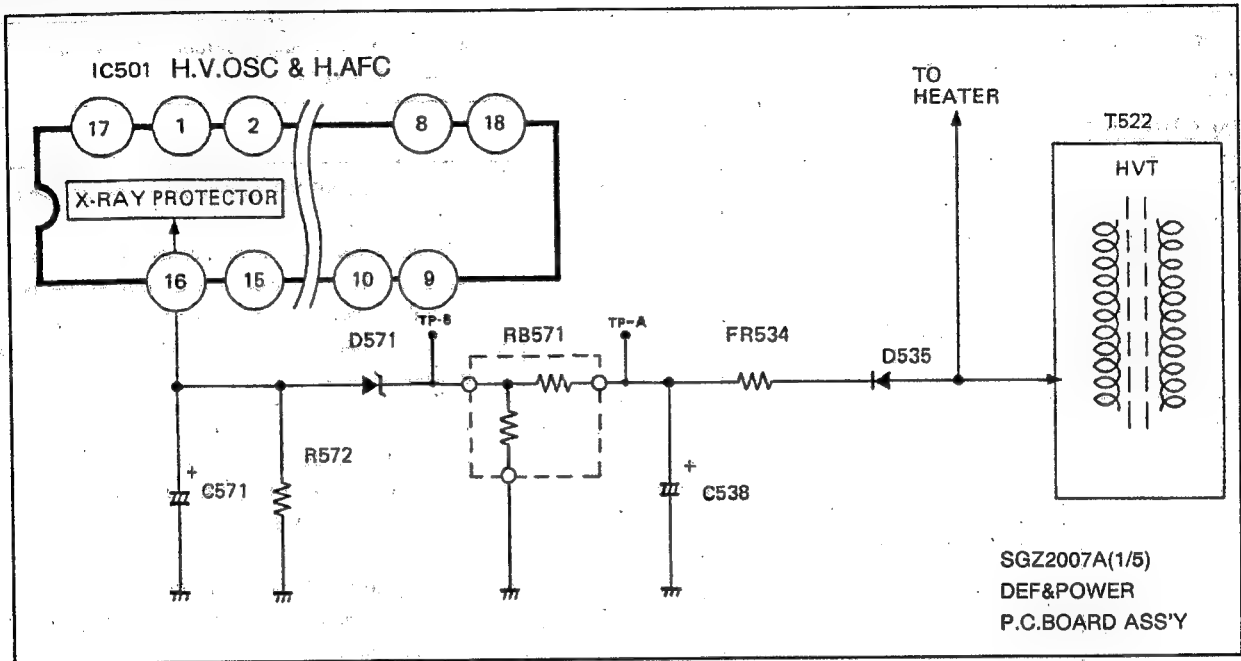 IC501 H.V.OSC & H.AFC
17 1 2 8 18
X-RAY PROTECTOR
16 15 10 9
TO
HEATER
T522
HVT
D571
TP-B
RB571
TP-A
FR534
D535
R572
+
C571
+
C538
SGZ2007A(1/5)
DEF&POWER
P.C.BOARD ASS'Y